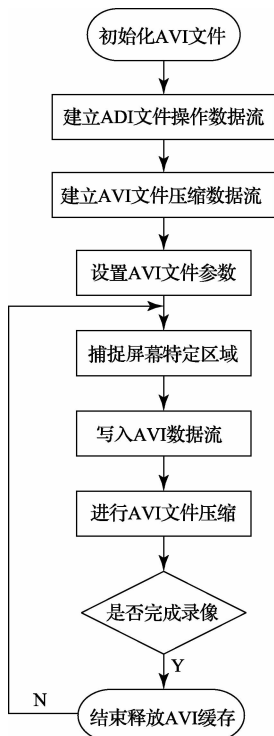 初始化AVI文件
建立ADI文件操作数据流
建立AVI文件压缩数据流
设置AVI文件参数
捕捉屏幕特定区域
写入AVI数据流
进行AVI文件压缩
是否完成录像
Y
N
结束释放AVI缓存